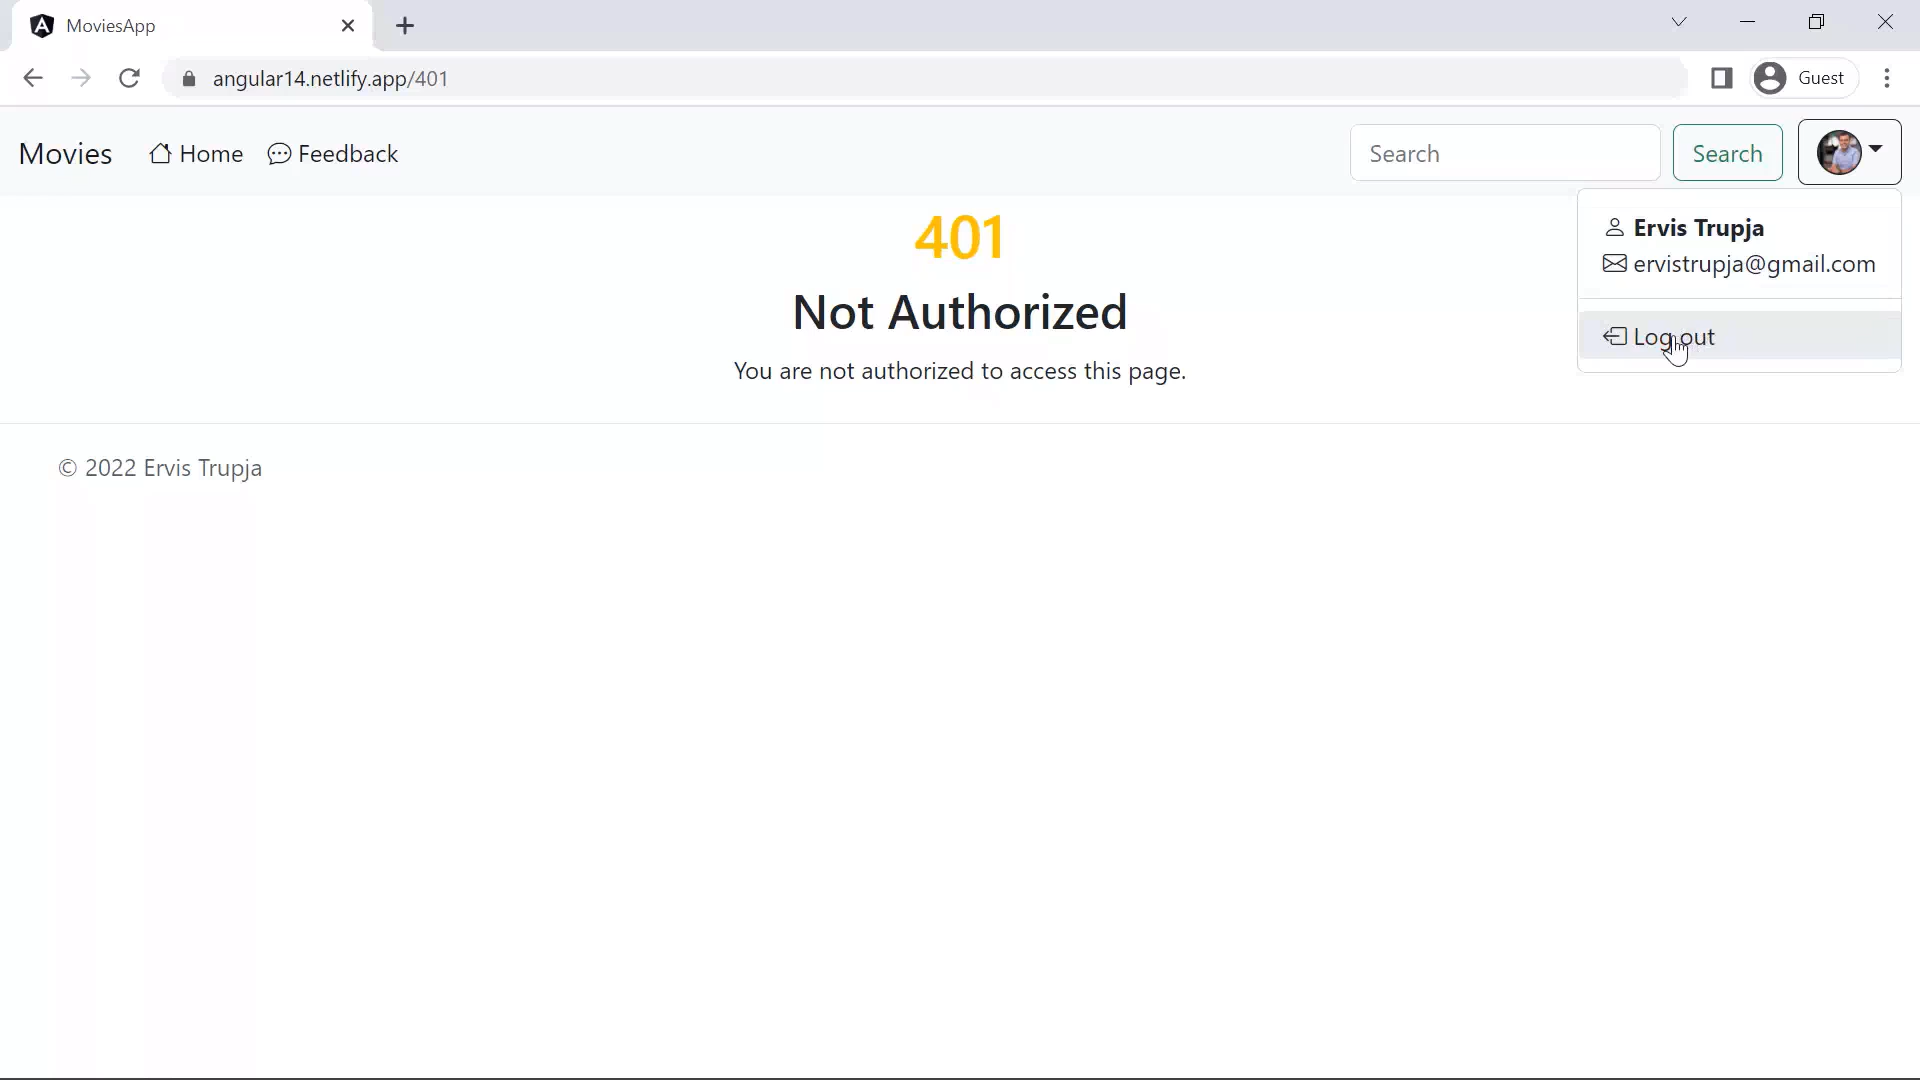 MoviesApp
angular14.netlify.app/401
Guest
Movies
Home
Feedback
Search
Search
Ervis Trupja
ervistrupja@gmail.com
Log out
401
Not Authorized
You are not authorized to access this page.
© 2022 Ervis Trupja